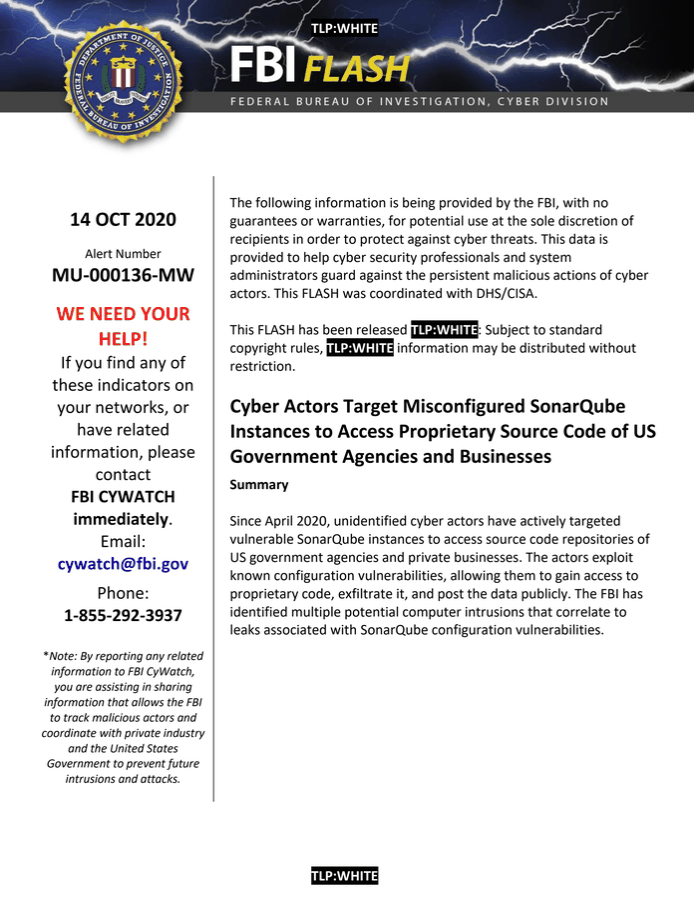 TLP:WHITE
FBI FLASH
FEDERAL BUREAU OF INVESTIGATION, CYBER DIVISION
DEPARTMENT OF JUSTICE
FEDERAL BUREAU OF INVESTIGATION
14 OCT 2020
Alert Number
MU-000136-MW
WE NEED YOUR
HELP!
If you find any of
these indicators on
your networks, or
have related
information, please
contact
FBI CYWATCH
immediately.
Email:
cywatch@fbi.gov
Phone:
1-855-292-3937
*Note: By reporting any related
information to FBI CyWatch,
you are assisting in sharing
information that allows the FBI
to track malicious actors and
coordinate with private industry
and the United States
Government to prevent future
intrusions and attacks.
The following information is being provided by the FBI, with no
guarantees or warranties, for potential use at the sole discretion of
recipients in order to protect against cyber threats. This data is
provided to help cyber security professionals and system
administrators guard against the persistent malicious actions of cyber
actors. This FLASH was coordinated with DHS/CISA.
This FLASH has been released TLP:WHITE: Subject to standard
copyright rules, TLP:WHITE information may be distributed without
restriction.
Cyber Actors Target Misconfigured SonarQube
Instances to Access Proprietary Source Code of US
Government Agencies and Businesses
Summary
Since April 2020, unidentified cyber actors have actively targeted
vulnerable SonarQube instances to access source code repositories of
US government agencies and private businesses. The actors exploit
known configuration vulnerabilities, allowing them to gain access to
proprietary code, exfiltrate it, and post the data publicly. The FBI has
identified multiple potential computer intrusions that correlate to
leaks associated with SonarQube configuration vulnerabilities.
TLP:WHITE